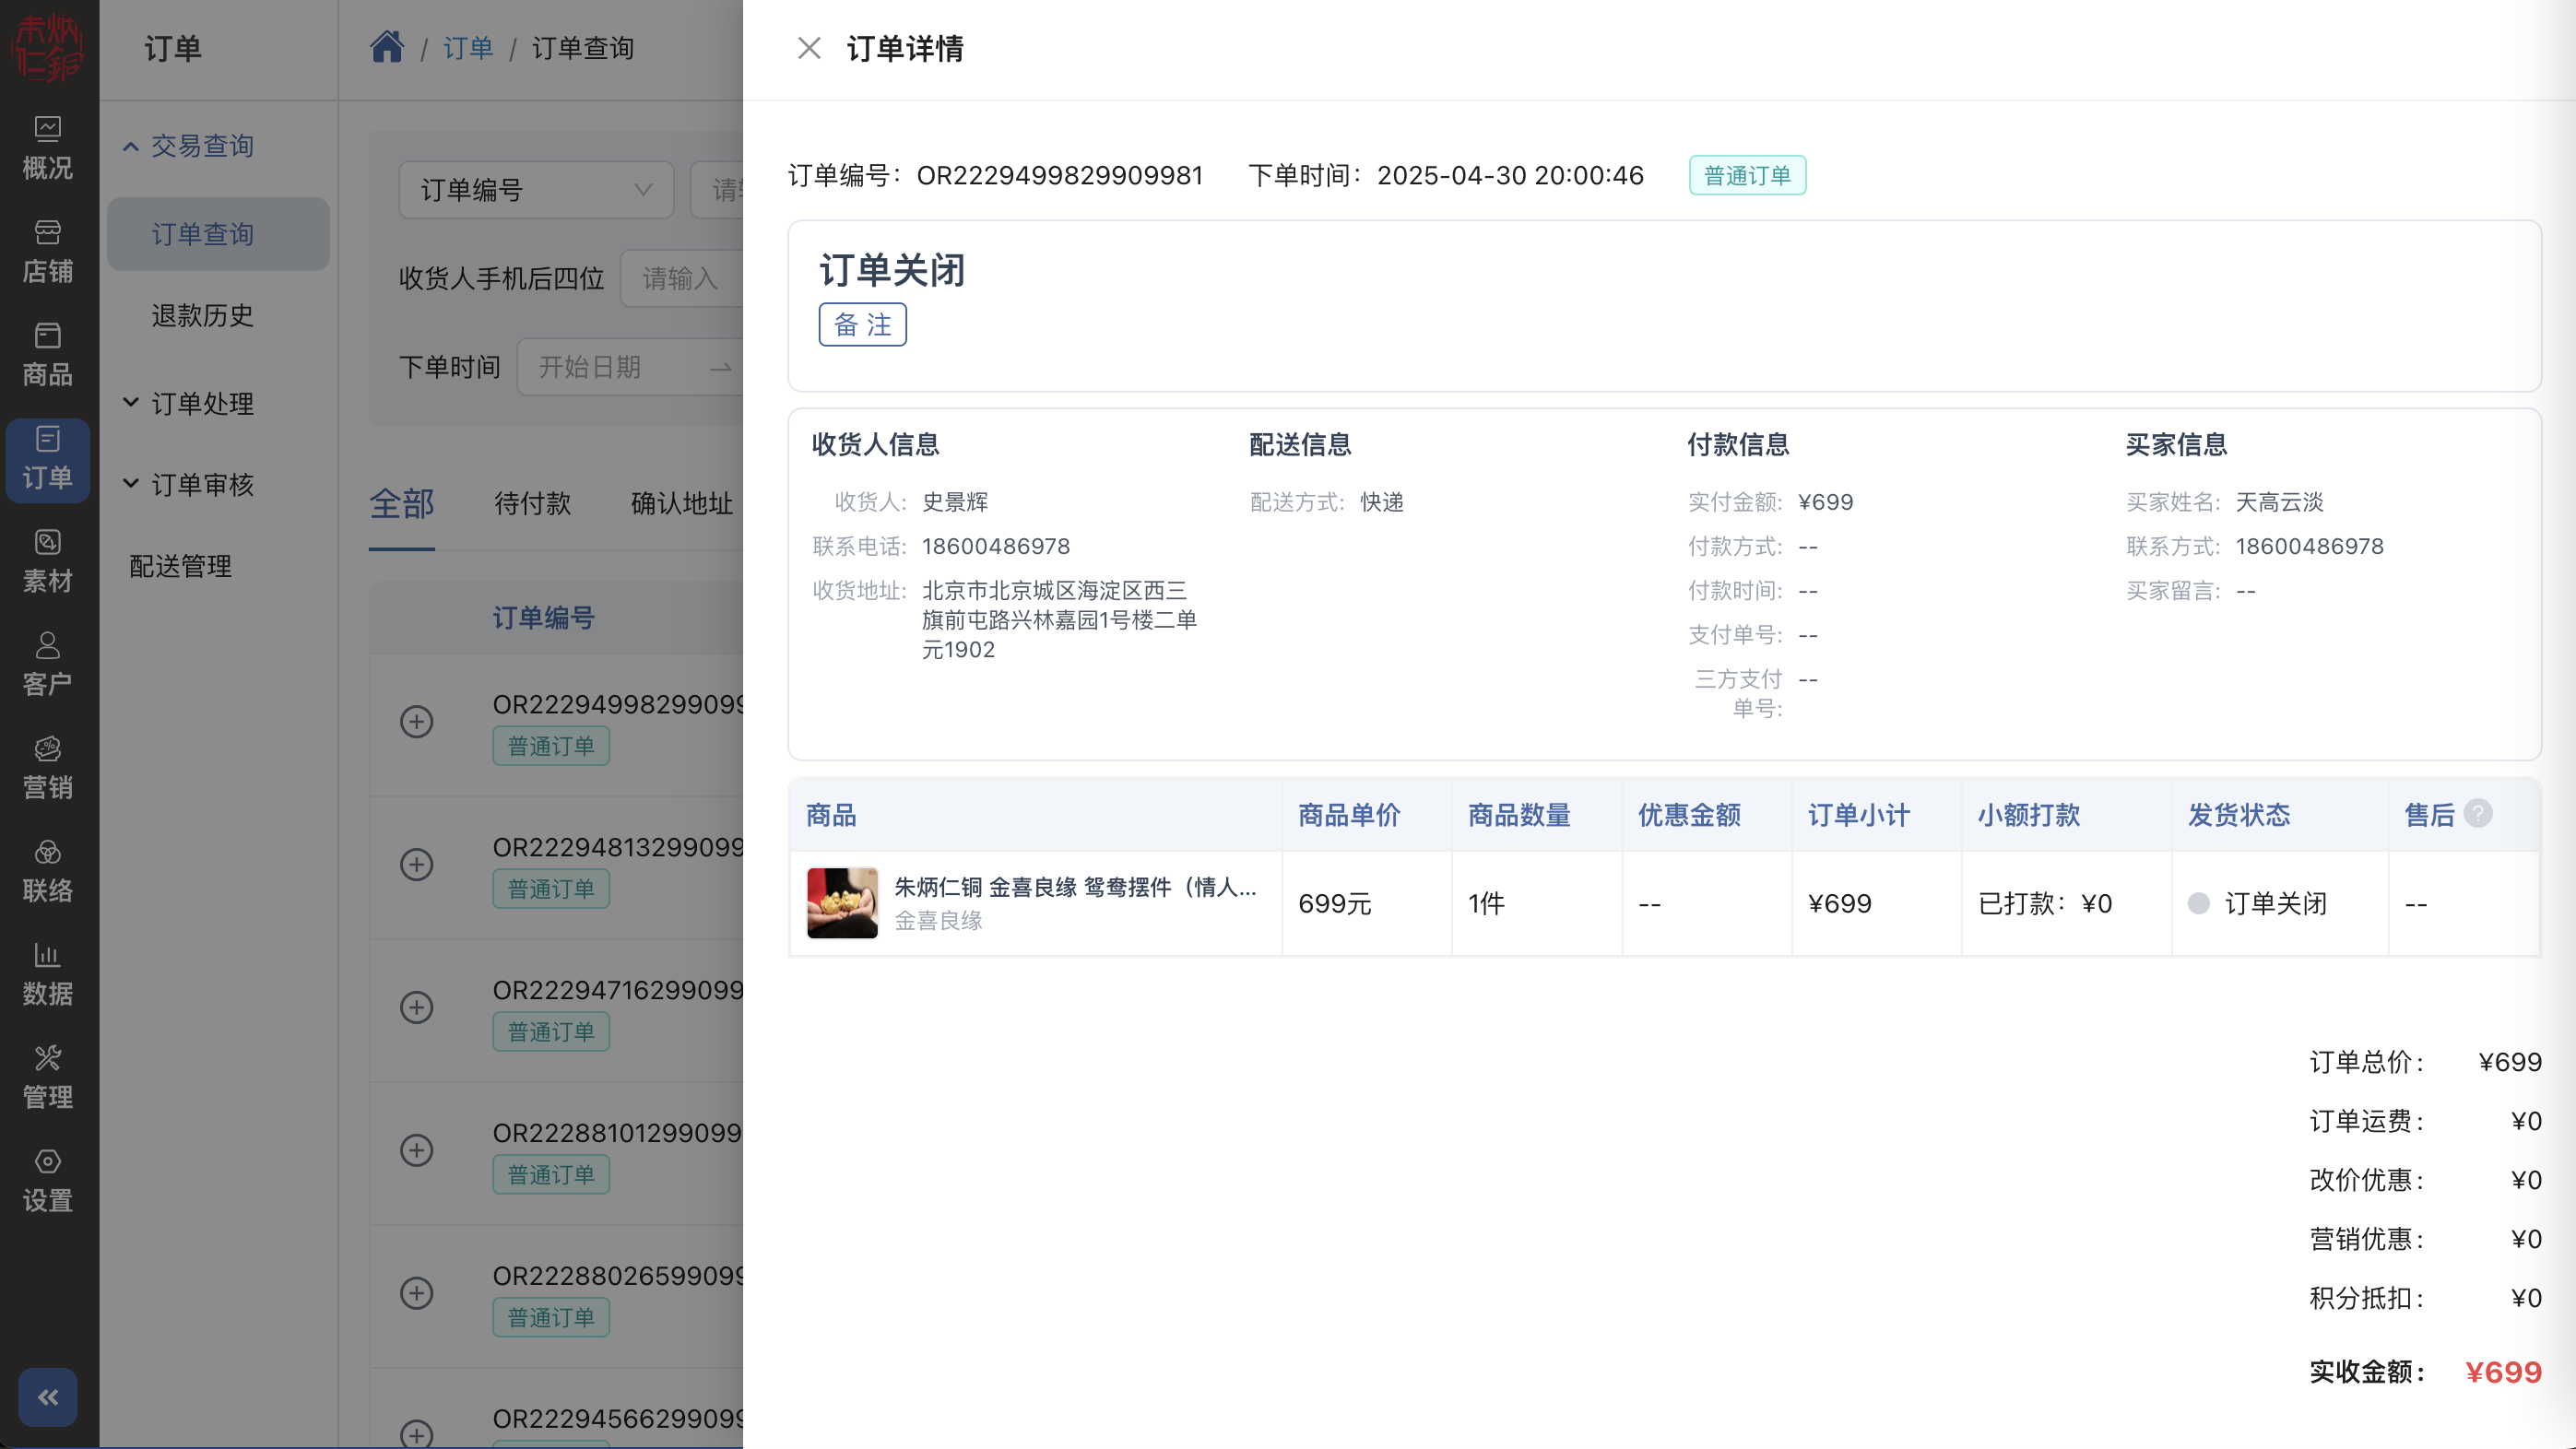 朱炳仁銅
概况
店铺
商品
订单
素材
客户
营销
联络
数据
管理
设置
订单
交易查询
订单查询
退款历史
订单处理
订单审核
配送管理
/ 订单 / 订单查询
订单编号
收货人手机后四位 请输入
下单时间 开始日期
全部 待付款 确认地址
订单编号
OR22294998299099
普通订单
OR22294813299099
普通订单
OR22294716299099
普通订单
OR22288101299099
普通订单
OR22288026599099
普通订单
OR22294566299099
订单详情
订单编号：OR2229499829909981 下单时间：2025-04-30 20:00:46 普通订单
订单关闭
备 注
收货人信息
收货人: 史景辉
联系电话: 18600486978
收货地址: 北京市北京城区海淀区西三
旗前屯路兴林嘉园1号楼二单
元1902
配送信息
配送方式: 快递
付款信息
实付金额: ¥699
付款方式: --
付款时间: --
支付单号: --
三方支付 --
单号:
买家信息
买家姓名: 天高云淡
联系方式: 18600486978
买家留言: --
商品 商品单价 商品数量 优惠金额 订单小计 小额打款 发货状态 售后 ?
朱炳仁铜 金喜良缘 鸳鸯摆件（情人...
金喜良缘
699元 1件 -- ¥699 已打款：¥0 订单关闭 --
订单总价： ¥699
订单运费： ¥0
改价优惠： ¥0
营销优惠： ¥0
积分抵扣： ¥0
实收金额： ¥699